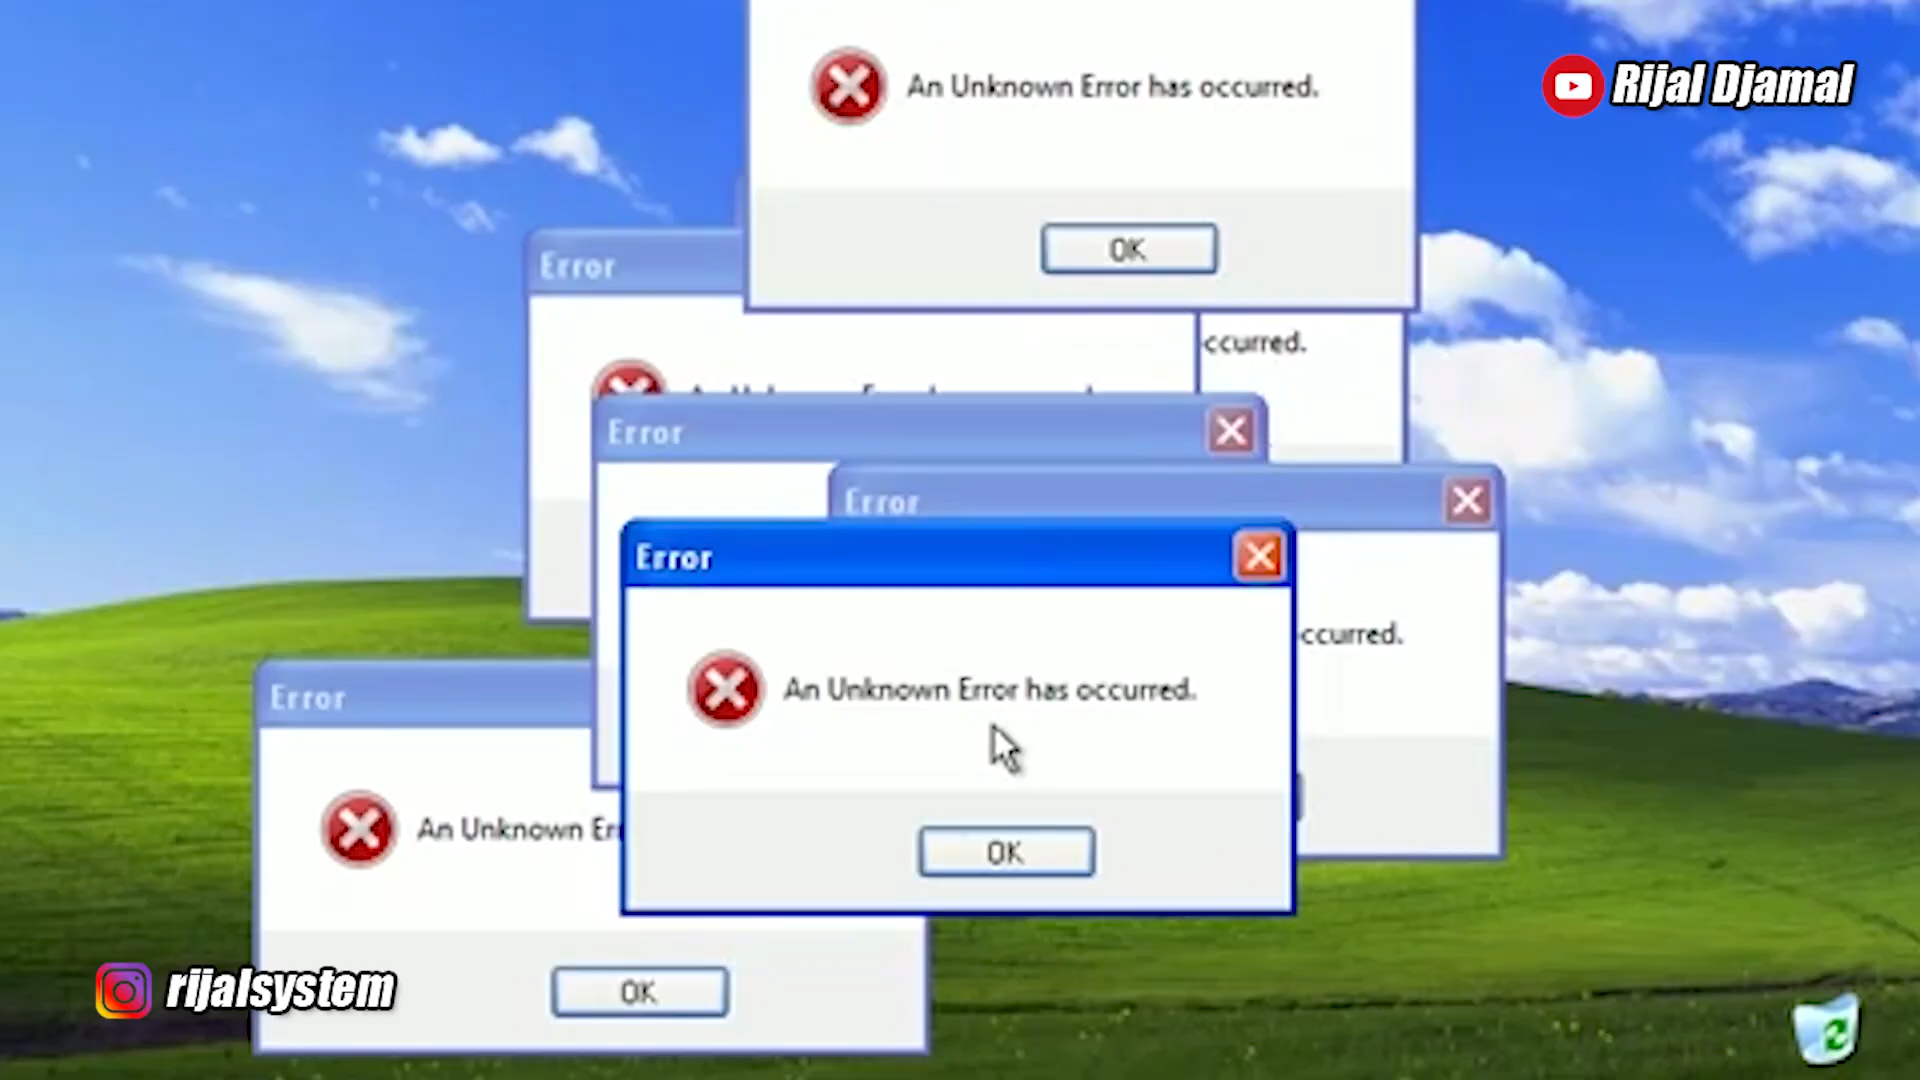 An Unknown Error has occurred.
Rijal Djamal
OK
Error
ccurred.
Error
Error
Error
An Unknown Error has occurred.
ccurred.
OK
Error
An Unknown Err
OK
rijalsystem